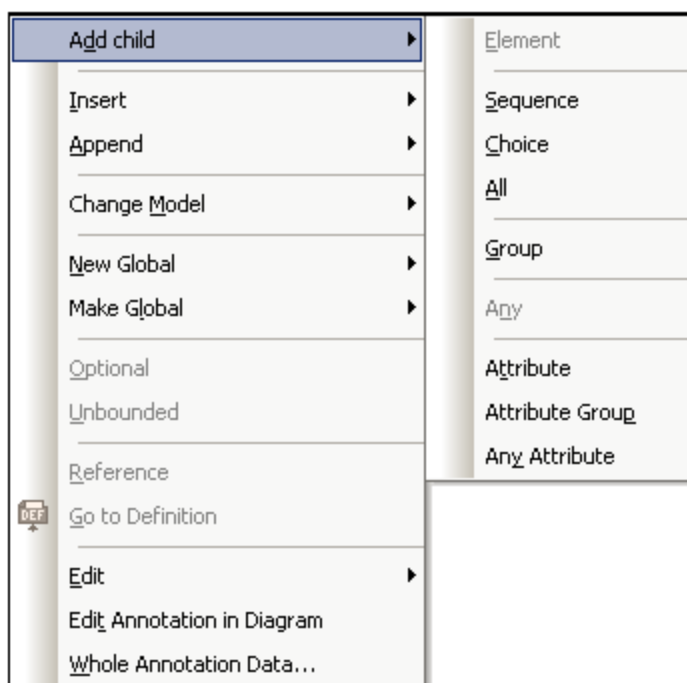 Add child
Insert
Append
Change Model
New Global
Make Global
Optional
Unbounded
Reference
DEF
Go to Definition
Edit
Edit Annotation in Diagram
Whole Annotation Data...
Element
Sequence
Choice
All
Group
Any
Attribute
Attribute Group
Any Attribute